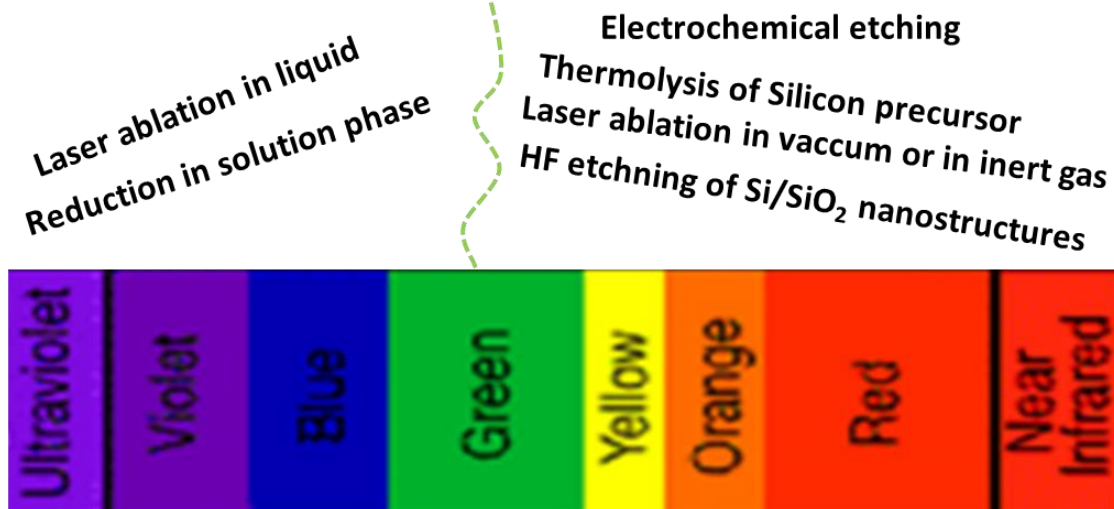 Laser ablation in liquid
Reduction in solution phase
Electrochemical etching
Thermolysis of Silicon precursor
Laser ablation in vaccum or in inert gas
HF etchning of Si/SiO₂ nanostructures
Ultraviolet
Violet
Blue
Green
Yellow
Orange
Red
Near
Infrared